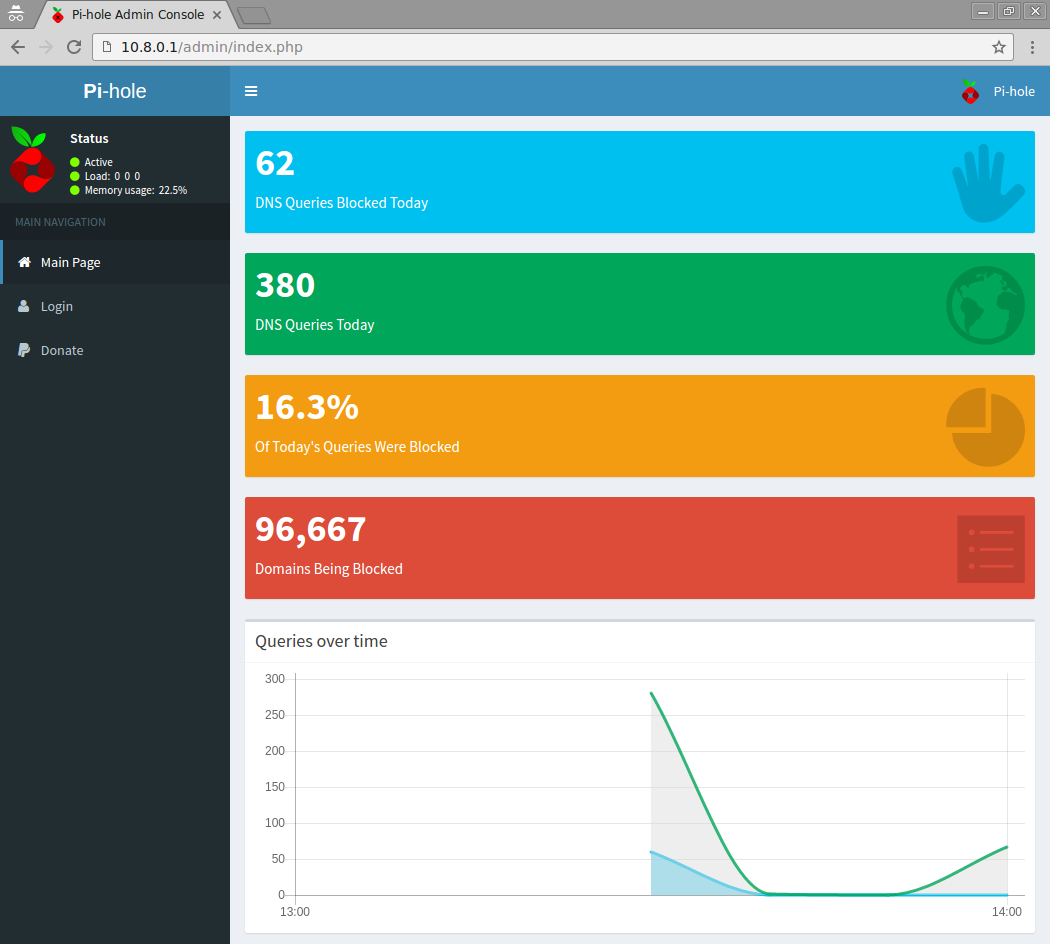 Pi-hole Admin Console
10.8.0.1/admin/index.php
Pi-hole
Pi-hole
Status
Active
Load: 0 0 0
Memory usage: 22.5%
MAIN NAVIGATION
Main Page
Login
Donate
62
DNS Queries Blocked Today
380
DNS Queries Today
16.3%
Of Today's Queries Were Blocked
96,667
Domains Being Blocked
Queries over time
300
250
200
150
100
50
0
13:00 14:00